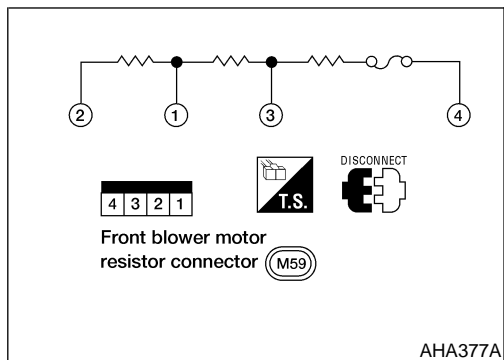 2 1 3 4
DISCONNECT
T.S.
4 3 2 1
Front blower motor
resistor connector M59
AHA377A